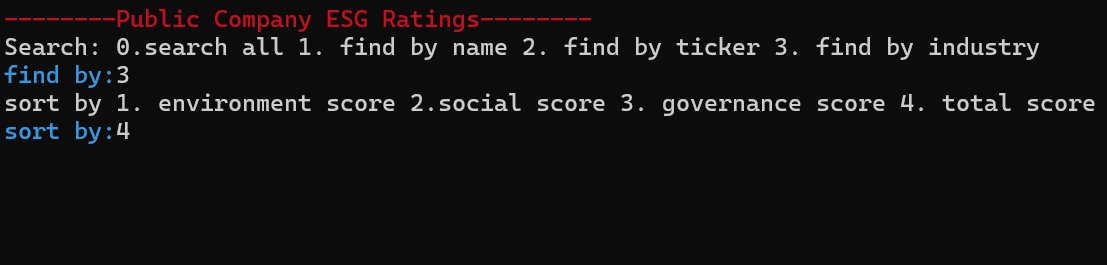 --------Public Company ESG Ratings--------
Search: 0.search all 1. find by name 2. find by ticker 3. find by industry
find by:3
sort by 1. environment score 2.social score 3. governance score 4. total score
sort by:4